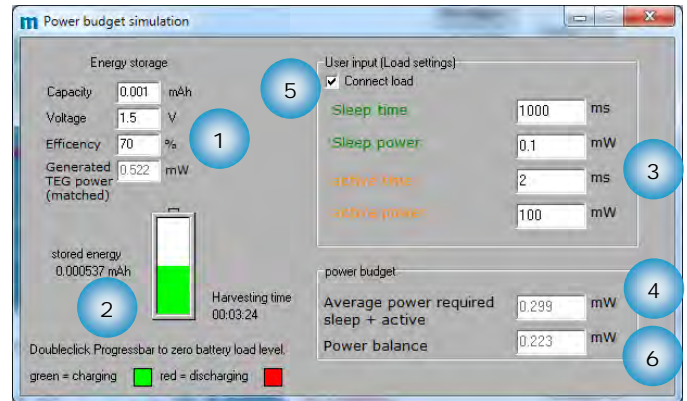 m Power budget simulation
Energy storage
Capacity 0.001 mAh
Voltage 1.5 V
Efficency 70 %
Generated 0.522 mW
TEG power
(matched)
1
stored energy
0.000537 mAh
2
Harvesting time
00:03:24
Doubleclick Progressbar to zero battery load level.
green = charging red = discharging
User input (Load settings)
5
Connect load
Sleep time 1000 ms
Sleep power 0.1 mW
active time 2 ms
active power 100 mW
3
power budget
Average power required 0.299 mW
sleep + active
4
Power balance 0.223 mW
6